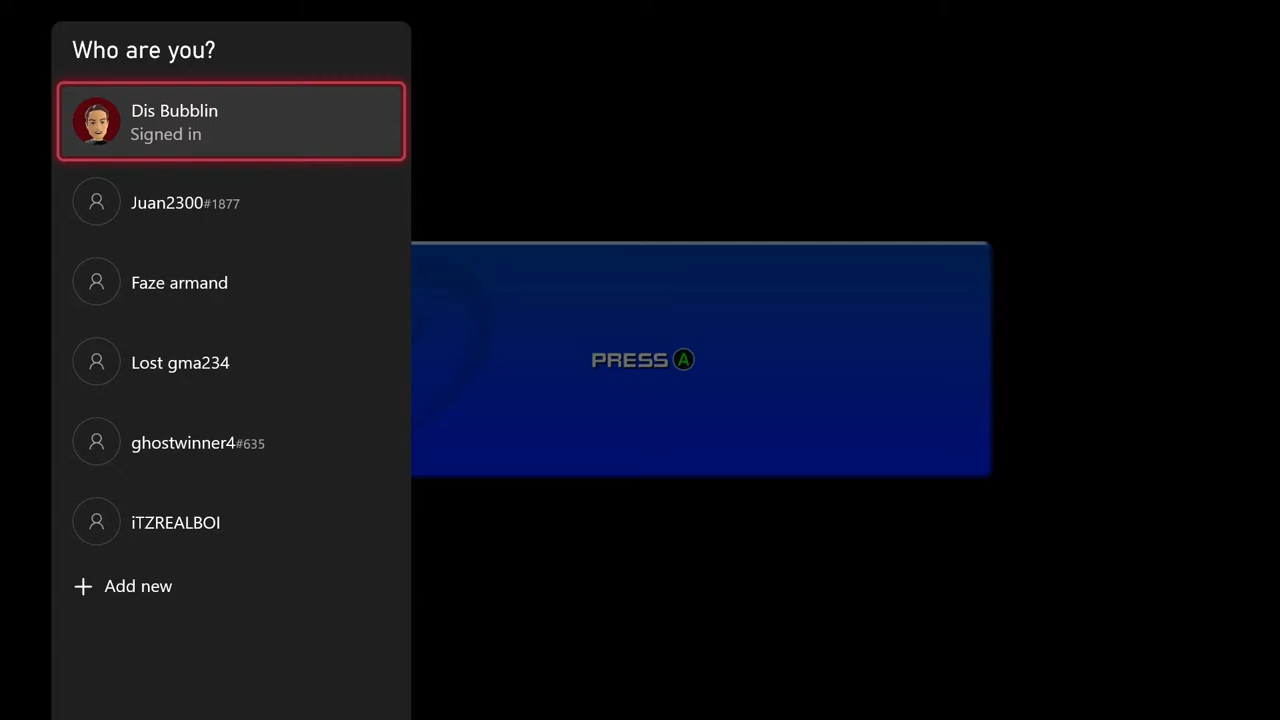 Who are you?
Dis Bubblin
Signed in
Juan2300#1877
Faze armand
Lost gma234
ghostwinner4#635
iTZREALBOI
Add new
PRESS A